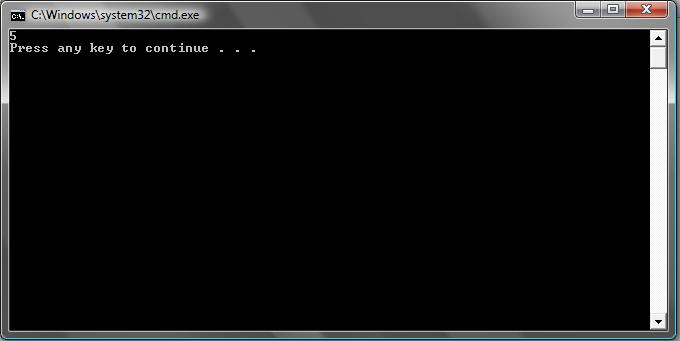 C:\Windows\system32\cmd.exe
5
Press any key to continue . . .